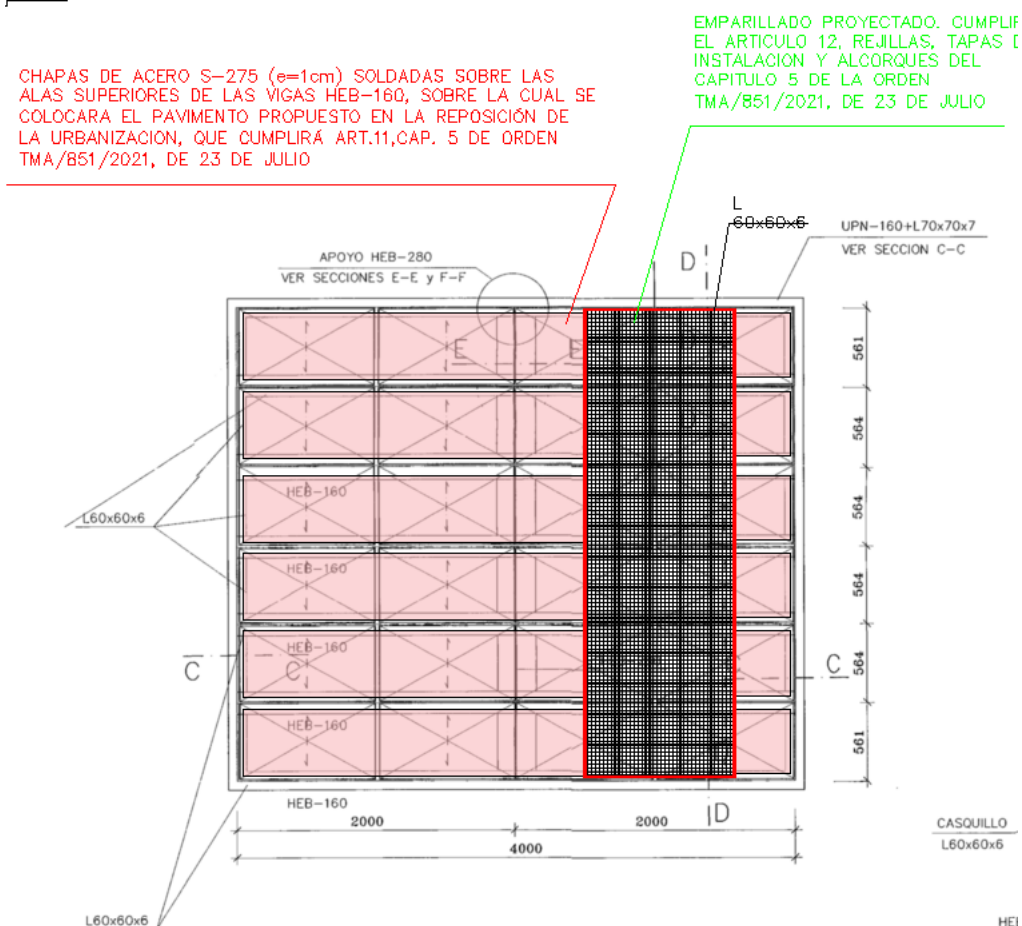 EMPARILLADO PROYECTADO. CUMPLIR
EL ARTICULO 12, REJILLAS, TAPAS D
INSTALACION Y ALCORQUES DEL
CAPITULO 5 DE LA ORDEN
TMA/851/2021, DE 23 DE JULIO
CHAPAS DE ACERO S-275 (e=1cm) SOLDADAS SOBRE LAS
ALAS SUPERIORES DE LAS VIGAS HEB-160, SOBRE LA CUAL SE
COLOCARA EL PAVIMENTO PROPUESTO EN LA REPOSICIÓN DE
LA URBANIZACION, QUE CUMPLIRÁ ART.11,CAP. 5 DE ORDEN
TMA/851/2021, DE 23 DE JULIO
L
60x60x6
UPN-160+L70x70x7
VER SECCION C-C
APOYO HEB-280
VER SECCIONES E-E y F-F
D
E
E
561
564
HEB-160
564
L60x60x6
HEB-160
564
HEB-160
564
C
C
C
HEB-160
561
HEB-160
D
2000
2000
4000
CASQUILLO
L60x60x6
L60x60x6
HE